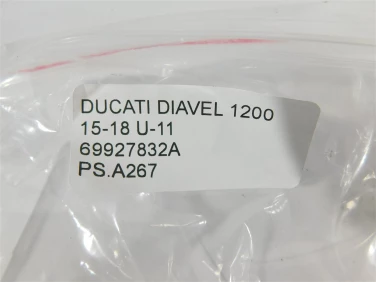 DUCATI DIAVEL 1200
15-18 U-11
69927832A
PS.A267